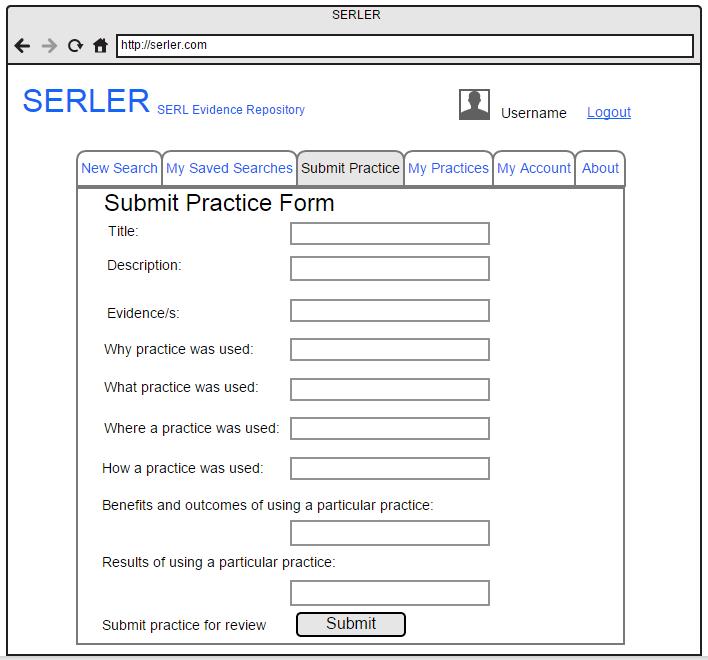 SERLER
http://serler.com
SERLER SERL Evidence Repository
Username Logout
New Search My Saved Searches Submit Practice My Practices My Account About
Submit Practice Form
Title:
Description:
Evidence/s:
Why practice was used:
What practice was used:
Where a practice was used:
How a practice was used:
Benefits and outcomes of using a particular practice:
Results of using a particular practice:
Submit practice for review Submit